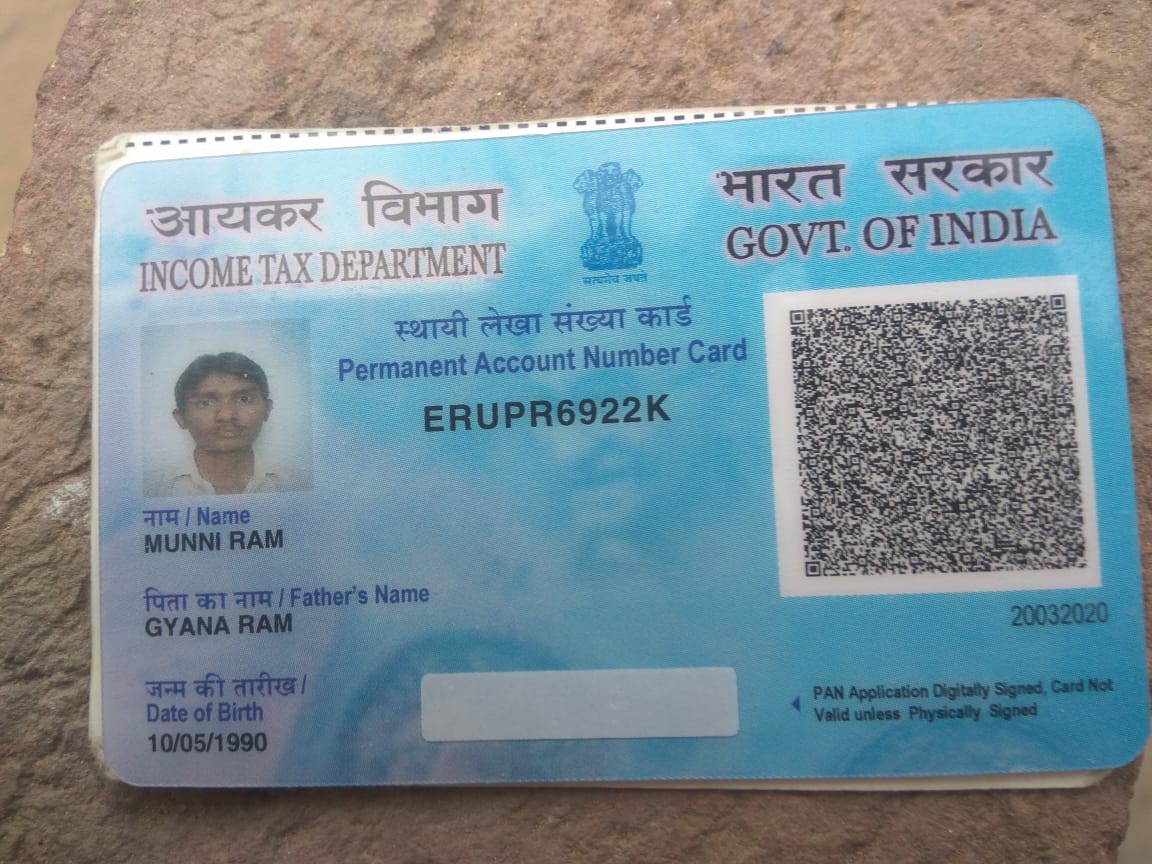 आयकर विभाग
INCOME TAX DEPARTMENT
सत्यमेव जयते
भारत सरकार
GOVT. OF INDIA
स्थायी लेखा संख्या कार्ड
Permanent Account Number Card
ERUPR6922K
नाम / Name
MUNNI RAM
पिता का नाम / Father's Name
GYANA RAM
जन्म की तारीख /
Date of Birth
10/05/1990
20032020
PAN Application Digitally Signed, Card Not
Valid unless Physically Signed